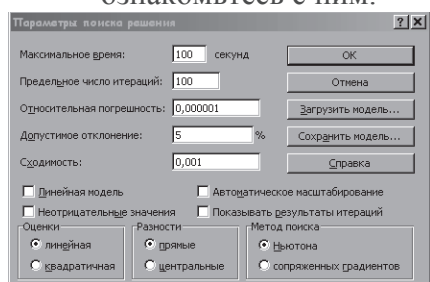 ознакомьтесь с ним.
Параметры поиска решения
Максимальное время: 100 секунд OK
Предельное число итераций: 100 Отмена
Относительная погрешность: 0,000001 Загрузить модель...
Допустимое отклонение: 5 % Сохранить модель...
Сходимость: 0,001 Справка
Линейная модель Автоматическое масштабирование
Неотрицательные значения Показывать результаты итераций
Оценки Разности Метод поиска
линейная прямые Ньютона
квадратичная центральные сопряженных градиентов